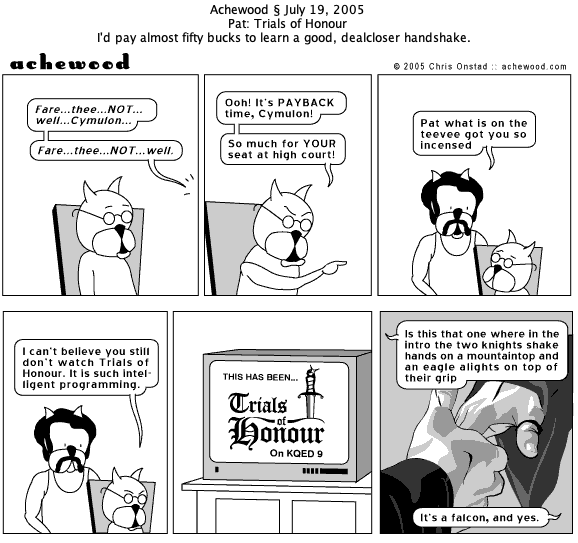 Achewood § July 19, 2005
Pat: Trials of Honour
I'd pay almost fifty bucks to learn a good, dealcloser handshake.
achewood
© 2005 Chris Onstad :: achewood.com
Fare...thee...NOT...
well...Cymulon...
Fare...thee...NOT...well.
Ooh! It's PAYBACK
time, Cymulon!
So much for YOUR
seat at high court!
Pat what is on the
teevee got you so
incensed
I can't believe you still
don't watch Trials of
Honour. It is such intel-
ligent programming.
THIS HAS BEEN...
Trials
of
Honour
On KQED 9
Is this that one where in the
intro the two knights shake
hands on a mountaintop and
an eagle alights on top of
their grip
It's a falcon, and yes.